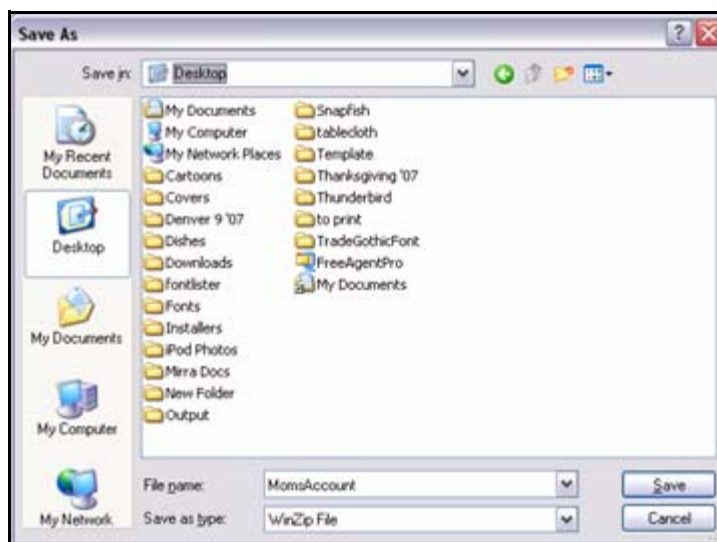 Save As
Save in: Desktop
My Recent Documents
Desktop
My Documents
My Computer
My Network
My Documents
My Computer
My Network Places
Cartoons
Covers
Denver 9 '07
Dishes
Downloads
fontlister
Fonts
Installers
iPod Photos
Mirra Docs
New Folder
Output
Snapfish
tablecloth
Template
Thanksgiving '07
Thunderbird
to print
TradeGothicFont
FreeAgentPro
My Documents
File name: MomsAccount
Save
Save as type: WinZip File
Cancel